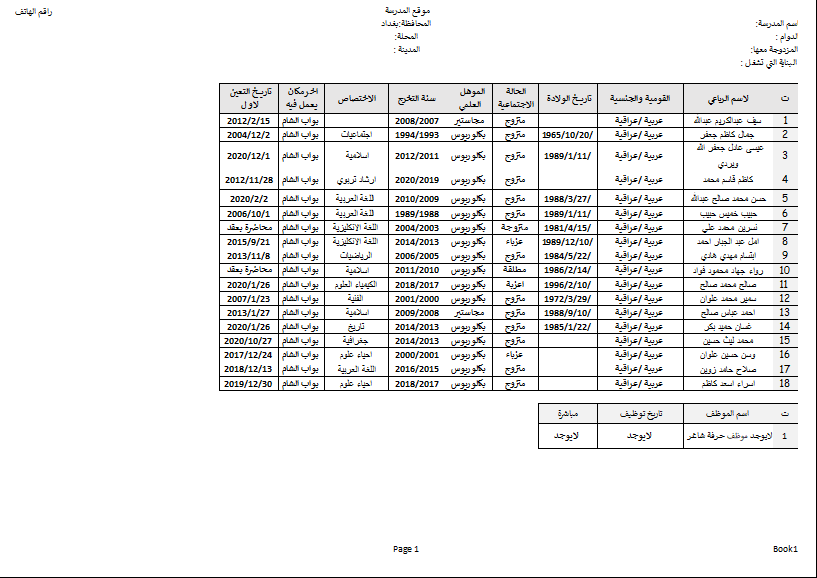 موقع المدرسة
راقم الهاتف
اسم المدرسة:
المحافظة:بغداد
لدوام :
المحلة:
المزدوجة معها:
المدينة :
البناية التي تشغل :
ت لاسم الرباعي القومية والجنسية تاريخ الولادة الحالة الاجتماعية الموهل العلمي سنة التخرج الاختصاص اخرمكان يعمل فيه تاريخ التعين لاول
1 سيف عبدالكريم عبدالله عربية /عراقية متزوج مجاستير 2008/2007 بواب الشام 2012/2/15
2 جمال كاظم جعفر عربية /عراقية 1965/10/20/ متزوج بكالوريوس 1994/1993 اجتماعيات بواب الشام 2004/12/2
3 عيسى عادل جعفر الله ويردي عربية /عراقية 1989/1/11/ متزوج بكالوريوس 2012/2011 اسلامية بواب الشام 2020/12/1
4 كاظم قاسم محمد عربية /عراقية متزوج بكالوريوس 2020/2019 ارشاد تربوي بواب الشام 2012/11/28
5 حسن محمد صالح عبدالله عربية /عراقية 1988/3/27/ متزوج بكالوريوس 2010/2009 اللغة العربية بواب الشام 2020/2/2
6 حبيب خميس حبيب عربية /عراقية 1989/1/11/ متزوج بكالوريوس 1989/1988 اللغة العربية بواب الشام 2006/10/1
7 نسرين محمد علي عربية /عراقية 1981/4/15/ متزوجة بكالوريوس 2004/2003 اللغة الإنكليزية بواب الشام محاضرة بعقد
8 امل عبد الجبار احمد عربية /عراقية 1989/12/10/ عزباء بكالوريوس 2014/2013 اللغة الإنكليزية بواب الشام 2015/9/21
9 ابتسام مهدي هادي عربية /عراقية 1984/5/22/ متزوج بكالوريوس 2006/2005 الرياضيات بواب الشام 2013/11/8
10 رواء جهاد محمود فواد عربية /عراقية 1986/2/14/ مطلقة بكالوريوس 2011/2010 اسلامية بواب الشام محاضرة بعقد
11 صالح محمد صالح عربية /عراقية 1996/2/10/ اعزبة بكالوريوس 2018/2017 الكيمياء العلوم بواب الشام 2020/1/26
12 سمير محمد علوان عربية /عراقية 1972/3/29/ متزوج بكالوريوس 2001/2000 الفنية بواب الشام 2007/1/23
13 احمد عباس صالح عربية /عراقية 1988/9/10/ متزوج مجاستير 2009/2008 اسلامية بواب الشام 2013/1/27
14 غسان حميد بكر عربية /عراقية 1985/1/22/ متزوج بكالوريوس 2014/2013 تاريخ بواب الشام 2020/1/26
15 محمد ليث حسين عربية /عراقية متزوج بكالوريوس 2014/2013 جغرافية بواب الشام 2020/10/27
16 وسن حسين علوان عربية /عراقية عزباء بكالوريوس 2000/2001 احياء علوم بواب الشام 2017/12/24
17 صلاح حامد زوين عربية /عراقية متزوج بكالوريوس 2016/2015 اللغة العربية بواب الشام 2018/12/13
18 اسراء اسعد كاظم عربية /عراقية متزوج بكالوريوس 2018/2017 احياء علوم بواب الشام 2019/12/30
ت اسم الموظف تاريخ توظيف مباشرة
1 لايوجد موظف حرفة شاغر لايوجد لايوجد
Page 1
Book1